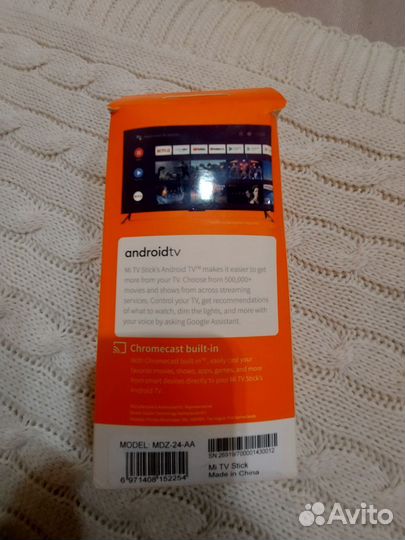 NETFLIX
androidtv
Mi TV Stick's Android TV™ makes it easier to get
more from your TV. Choose from 500,000+
movies and shows from across streaming
services. Control your TV, get recommendations
of what to watch, dim the lights, and more with
your voice by asking Google Assistant.
Chromecast built-in
With Chromecast built-in™, easily cast your
favorite movies, shows, apps, games, and more
from smart devices directly to your Mi TV Stick's
Android TV.
MODEL: MDZ-24-AA
6 971408 152254
SN:26919/700001430012
Mi TV Stick
Made in China
Avito